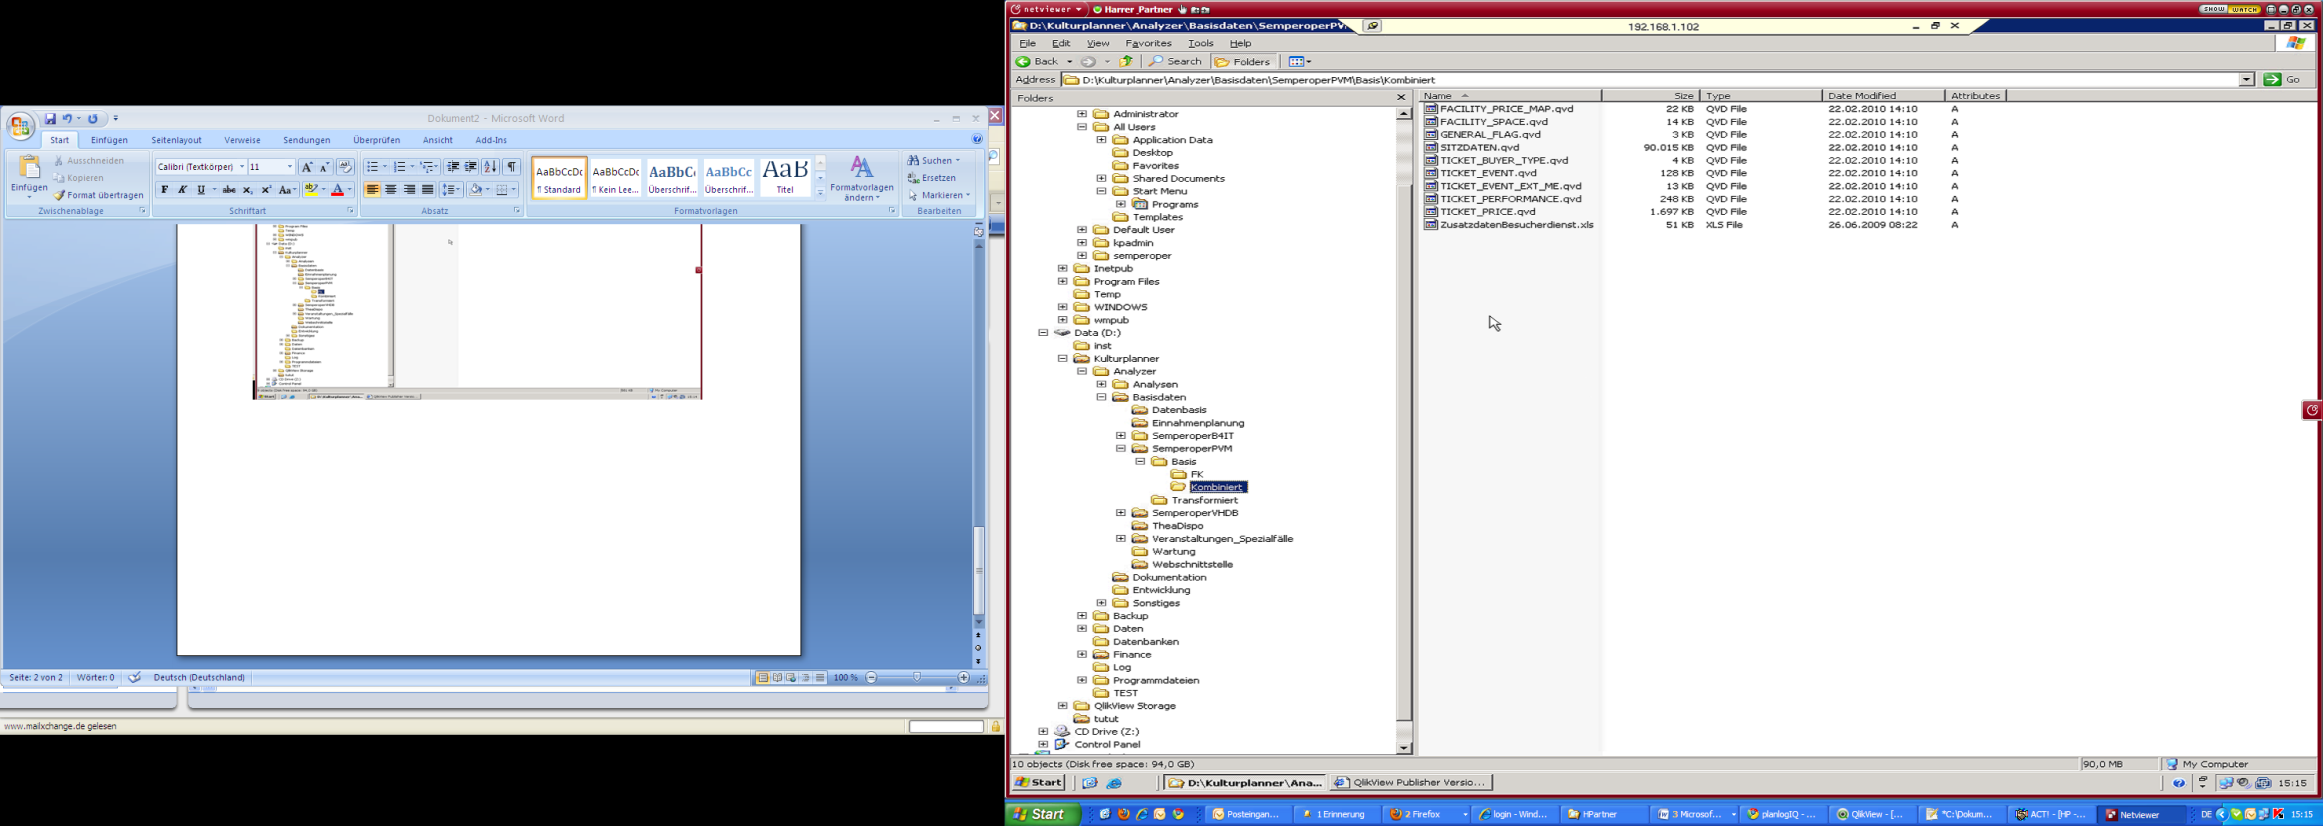 Dokument2 - Microsoft Word
Start Einfügen Seitenlayout Verweise Sendungen Überprüfen Ansicht Add-Ins
Einfügen
Ausschneiden
Kopieren
Format übertragen
Zwischenablage
Calibri (Textkörper) 11
F K U abc x₂ x² Aa
Schriftart
Absatz
AaBbCcDc AaBbCcDc AaBbC AaBbCc AaB
¶ Standard ¶ Kein Lee... Überschrif... Überschrif... Titel
Formatvorlagen ändern
Formatvorlagen
Suchen
Ersetzen
Markieren
Bearbeiten
Seite: 2 von 2 Wörter: 0 Deutsch (Deutschland) 100 %
www.mailxchange.de gelesen
netviewer Harrer_Partner SHOW WATCH
D:\Kulturplanner\Analyzer\Basisdaten\SemperoperPV 192.168.1.102
File Edit View Favorites Tools Help
Back Search Folders
Address D:\Kulturplanner\Analyzer\Basisdaten\SemperoperPVM\Basis\Kombiniert Go
Folders
Administrator
All Users
Application Data
Desktop
Favorites
Shared Documents
Start Menu
Programs
Templates
Default User
kpadmin
semperoper
Inetpub
Program Files
Temp
WINDOWS
wmpub
Data (D:)
inst
Kulturplanner
Analyzer
Analysen
Basisdaten
Datenbasis
Einnahmenplanung
SemperoperB4IT
SemperoperPVM
Basis
FK
Kombiniert
Transformiert
SemperoperVHDB
TheaDispo
Veranstaltungen_Spezialfälle
Wartung
Webschnittstelle
Dokumentation
Entwicklung
Sonstiges
Backup
Daten
Datenbanken
Finance
Log
Programmdateien
TEST
QlikView Storage
tutut
CD Drive (Z:)
Control Panel
Name Size Type Date Modified Attributes
FACILITY_PRICE_MAP.qvd 22 KB QVD File 22.02.2010 14:10 A
FACILITY_SPACE.qvd 14 KB QVD File 22.02.2010 14:10 A
GENERAL_FLAG.qvd 3 KB QVD File 22.02.2010 14:10 A
SITZDATEN.qvd 90.015 KB QVD File 22.02.2010 14:10 A
TICKET_BUYER_TYPE.qvd 4 KB QVD File 22.02.2010 14:10 A
TICKET_EVENT.qvd 128 KB QVD File 22.02.2010 14:10 A
TICKET_EVENT_EXT_ME.qvd 13 KB QVD File 22.02.2010 14:10 A
TICKET_PERFORMANCE.qvd 248 KB QVD File 22.02.2010 14:10 A
TICKET_PRICE.qvd 1.697 KB QVD File 22.02.2010 14:10 A
ZusatzdatenBesucherdienst.xls 51 KB XLS File 26.06.2009 08:22 A
10 objects (Disk free space: 94,0 GB) 90,0 MB My Computer
Start D:\Kulturplanner\Ana... QlikView Publisher Versio... 15:15
Start Posteingan... 1 Erinnerung 2 Firefox login - Wind... HPartner 3 Microsof... planlogIQ - ... QlikView - [... *C:\Dokum... ACT! - [HP -... Netviewer DE 15:15